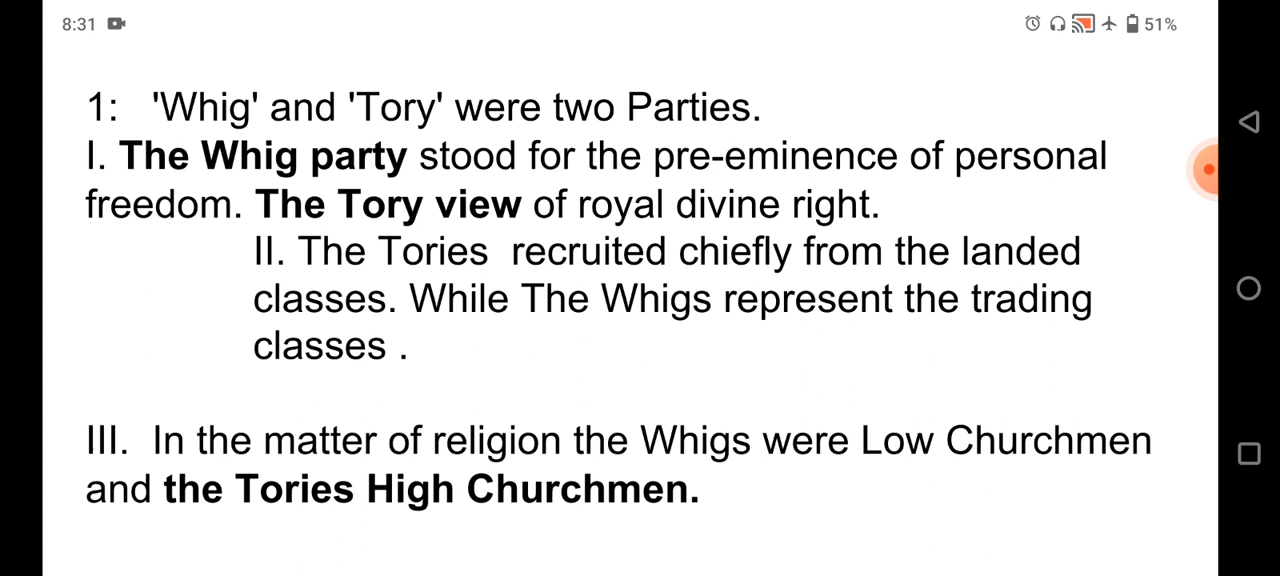 8:31
51%
1: 'Whig' and 'Tory' were two Parties.
I. The Whig party stood for the pre-eminence of personal
freedom. The Tory view of royal divine right.
II. The Tories recruited chiefly from the landed
classes. While The Whigs represent the trading
classes .
III. In the matter of religion the Whigs were Low Churchmen
and the Tories High Churchmen.